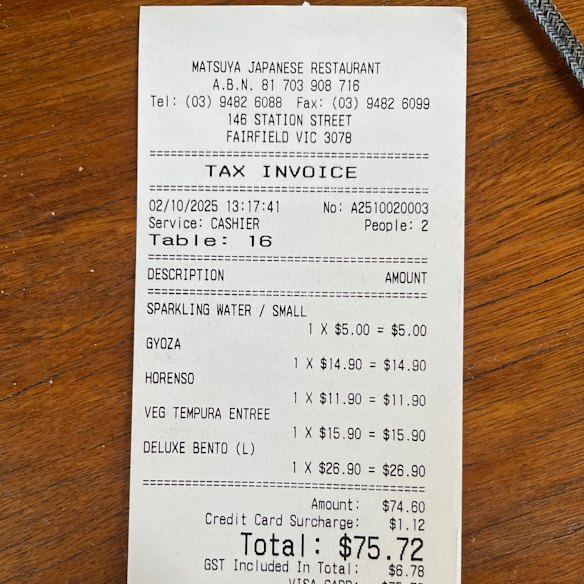 MATSUYA JAPANESE RESTAURANT
A.B.N. 81 703 908 716
Tel: (03) 9482 6088 Fax: (03) 9482 6099
146 STATION STREET
FAIRFIELD VIC 3078
TAX INVOICE
02/10/2025 13:17:41 No: A2510020003
Service: CASHIER People: 2
Table: 16
DESCRIPTION AMOUNT
SPARKLING WATER / SMALL
1 X $5.00 = $5.00
GYOZA
1 X $14.90 = $14.90
HORENSO
1 X $11.90 = $11.90
VEG TEMPURA ENTREE
1 X $15.90 = $15.90
DELUXE BENTO (L)
1 X $26.90 = $26.90
Amount: $74.60
Credit Card Surcharge: $1.12
Total: $75.72
GST Included In Total: $6.78
VISA CARD: